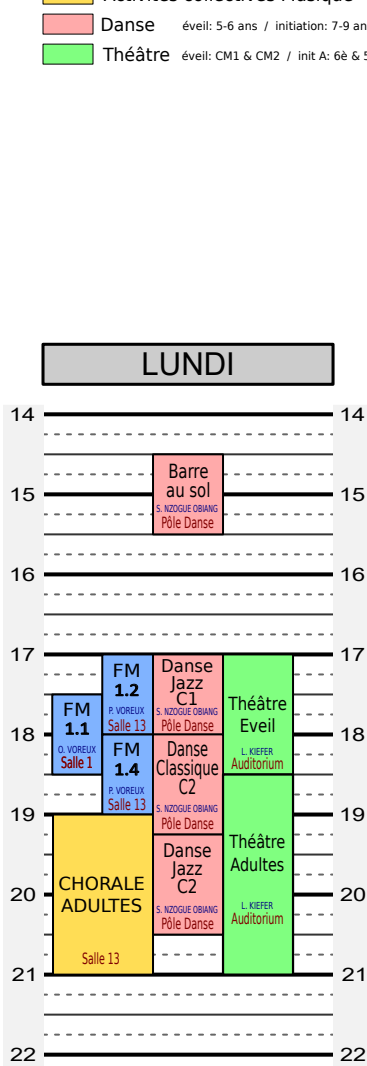 Danse éveil: 5-6 ans / initiation: 7-9 an
Théâtre éveil: CM1 & CM2 / init A: 6è & 5
LUNDI
14 14
Barre
au sol
S. NZOGUE OBIANG
Pôle Danse
15 15
16 16
17 17
FM
1.2
P. VOREUX
Salle 13
Danse
Jazz
C1
S. NZOGUE OBIANG
Pôle Danse
Théâtre
Eveil
L. KIEFER
Auditorium
FM
1.1
O. VOREUX
Salle 1
18 18
FM
1.4
P. VOREUX
Salle 13
Danse
Classique
C2
S. NZOGUE OBIANG
Pôle Danse
19 19
Théâtre
Adultes
L. KIEFER
Auditorium
Danse
Jazz
C2
S. NZOGUE OBIANG
Pôle Danse
CHORALE
ADULTES
Salle 13
20 20
21 21
22 22